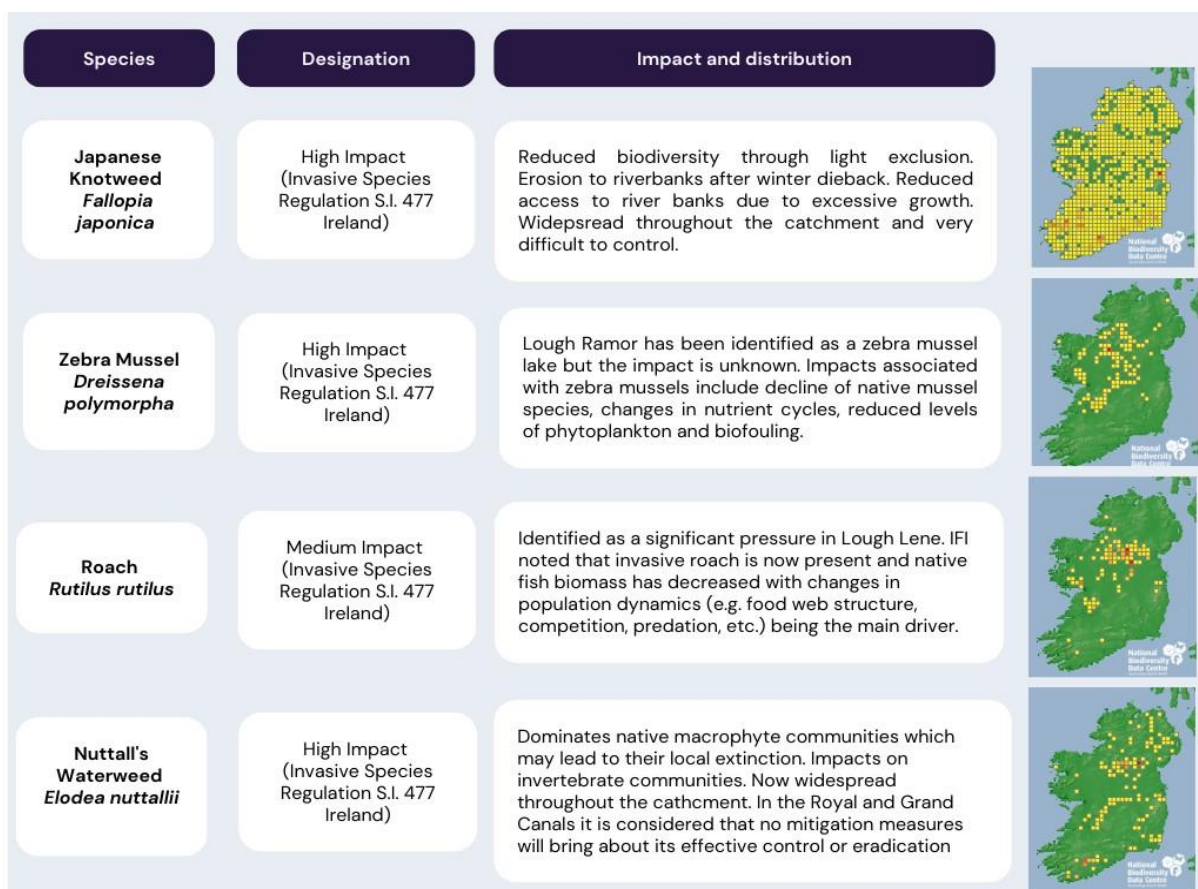 Species
Designation
Impact and distribution
Japanese
Knotweed
Fallopia
japonica
High Impact
(Invasive Species
Regulation S.I. 477
Ireland)
Reduced biodiversity through light exclusion.
Erosion to riverbanks after winter dieback. Reduced
access to river banks due to excessive growth.
Widepsread throughout the catchment and very
difficult to control.
National
Biodiversity
Data Centre
Zebra Mussel
Dreissena
polymorpha
High Impact
(Invasive Species
Regulation S.I. 477
Ireland)
Lough Ramor has been identified as a zebra mussel
lake but the impact is unknown. Impacts associated
with zebra mussels include decline of native mussel
species, changes in nutrient cycles, reduced levels
of phytoplankton and biofouling.
National
Biodiversity
Data Centre
Roach
Rutilus rutilus
Medium Impact
(Invasive Species
Regulation S.I. 477
Ireland)
Identified as a significant pressure in Lough Lene. IFI
noted that invasive roach is now present and native
fish biomass has decreased with changes in
population dynamics (e.g. food web structure,
competition, predation, etc.) being the main driver.
National
Biodiversity
Data Centre
Nuttall's
Waterweed
Elodea nuttallii
High Impact
(Invasive Species
Regulation S.I. 477
Ireland)
Dominates native macrophyte communities which
may lead to their local extinction. Impacts on
invertebrate communities. Now widespread
throughout the cathcment. In the Royal and Grand
Canals it is considered that no mitigation measures
will bring about its effective control or eradication
National
Biodiversity
Data Centre